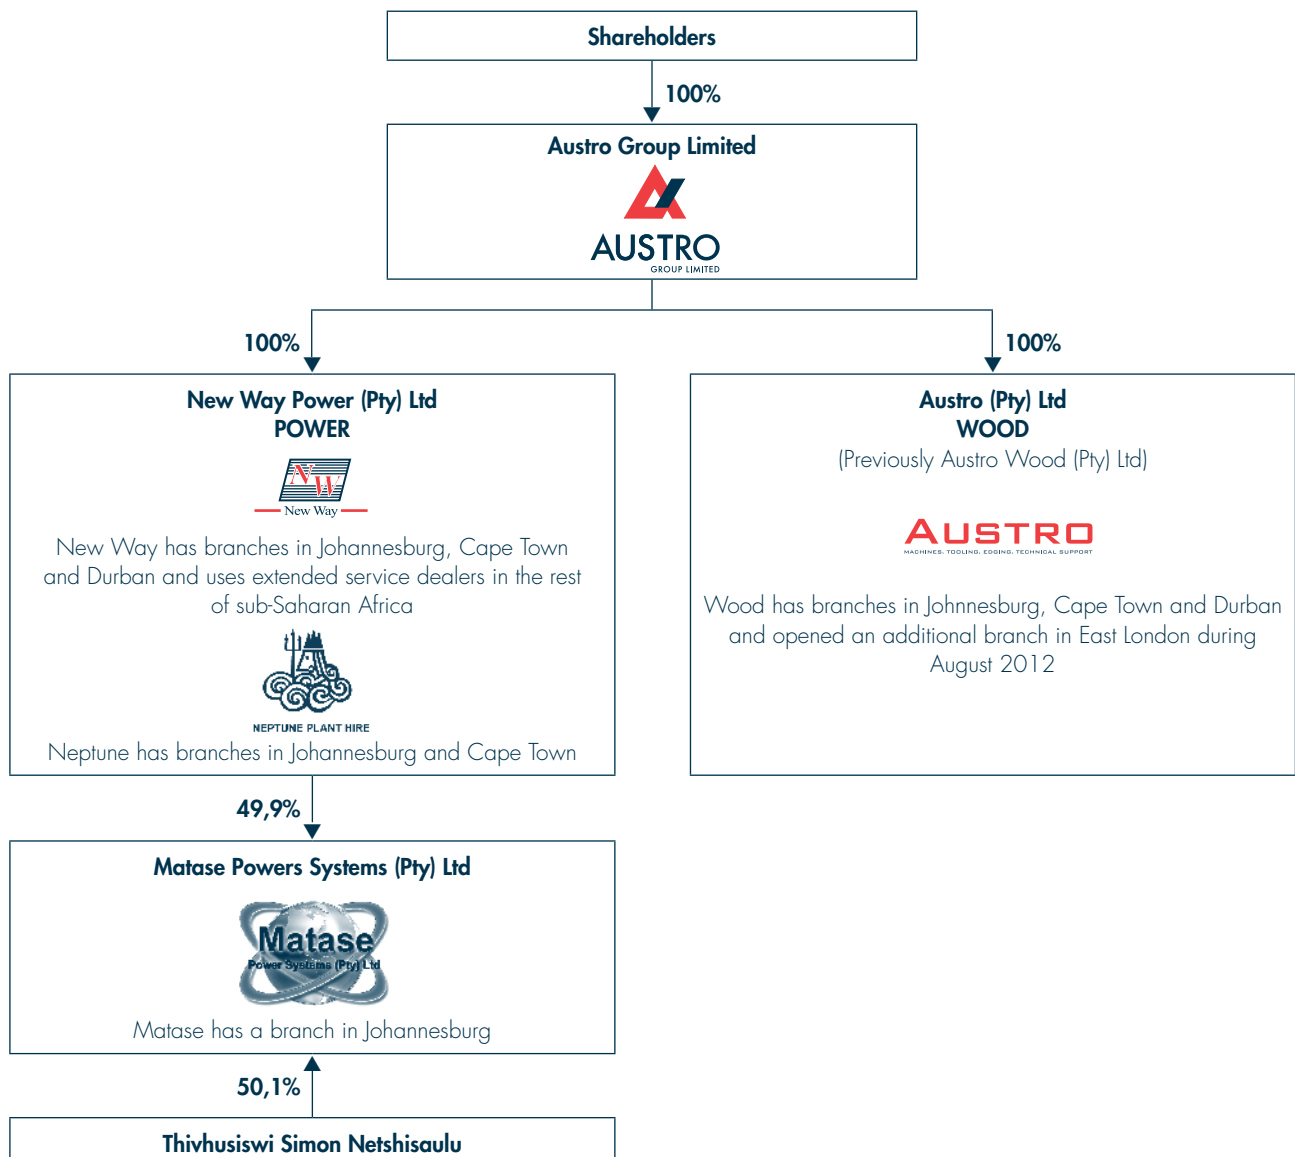 Shareholders
100%
Austro Group Limited
AUSTRO
GROUP LIMITED
100%
100%
New Way Power (Pty) Ltd
POWER
NW
New Way
New Way has branches in Johannesburg, Cape Town
and Durban and uses extended service dealers in the rest
of sub-Saharan Africa
NEPTUNE PLANT HIRE
Neptune has branches in Johannesburg and Cape Town
Austro (Pty) Ltd
WOOD
(Previously Austro Wood (Pty) Ltd)
AUSTRO
MACHINES. TOOLING. EDGING. TECHNICAL SUPPORT
Wood has branches in Johnnesburg, Cape Town and Durban
and opened an additional branch in East London during
August 2012
49,9%
Matase Powers Systems (Pty) Ltd
Matase
Power Systems (Pty) Ltd
Matase has a branch in Johannesburg
50,1%
Thivhusiswi Simon Netshisaulu